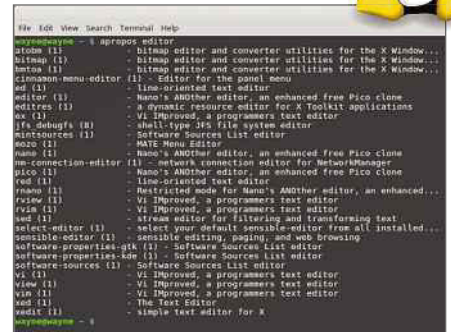 File Edit View Search Terminal Help
wayne@wayne ~ $ apropos editor
atobm (1) - bitmap editor and converter utilities for the X Window...
bitmap (1) - bitmap editor and converter utilities for the X Window...
bmtoa (1) - bitmap editor and converter utilities for the X Window...
cinnamon-menu-editor (1) - Editor for the panel menu
ed (1) - line-oriented text editor
editor (1) - Nano's ANOther editor, an enhanced free Pico clone
editres (1) - a dynamic resource editor for X Toolkit applications
ex (1) - Vi IMproved, a programmers text editor
jfs_debugfs (8) - shell-type JFS file system editor
mintsources (1) - Software Sources List editor
mozo (1) - MATE Menu Editor
nano (1) - Nano's ANOther editor, an enhanced free Pico clone
nm-connection-editor (1) - network connection editor for NetworkManager
pico (1) - Nano's ANOther editor, an enhanced free Pico clone
red (1) - line-oriented text editor
rnano (1) - Restricted mode for Nano's ANOther editor, an enhanced...
rview (1) - Vi IMproved, a programmers text editor
rvim (1) - Vi IMproved, a programmers text editor
sed (1) - stream editor for filtering and transforming text
select-editor (1) - select your default sensible-editor from all installed...
sensible-editor (1) - sensible editing, paging, and web browsing
software-properties-gtk (1) - Software Sources List editor
software-properties-kde (1) - Software Sources List editor
software-sources (1) - Software Sources List editor
vi (1) - Vi IMproved, a programmers text editor
view (1) - Vi IMproved, a programmers text editor
vim (1) - Vi IMproved, a programmers text editor
xed (1) - The Text Editor
xedit (1) - simple text editor for X
wayne@wayne ~ $